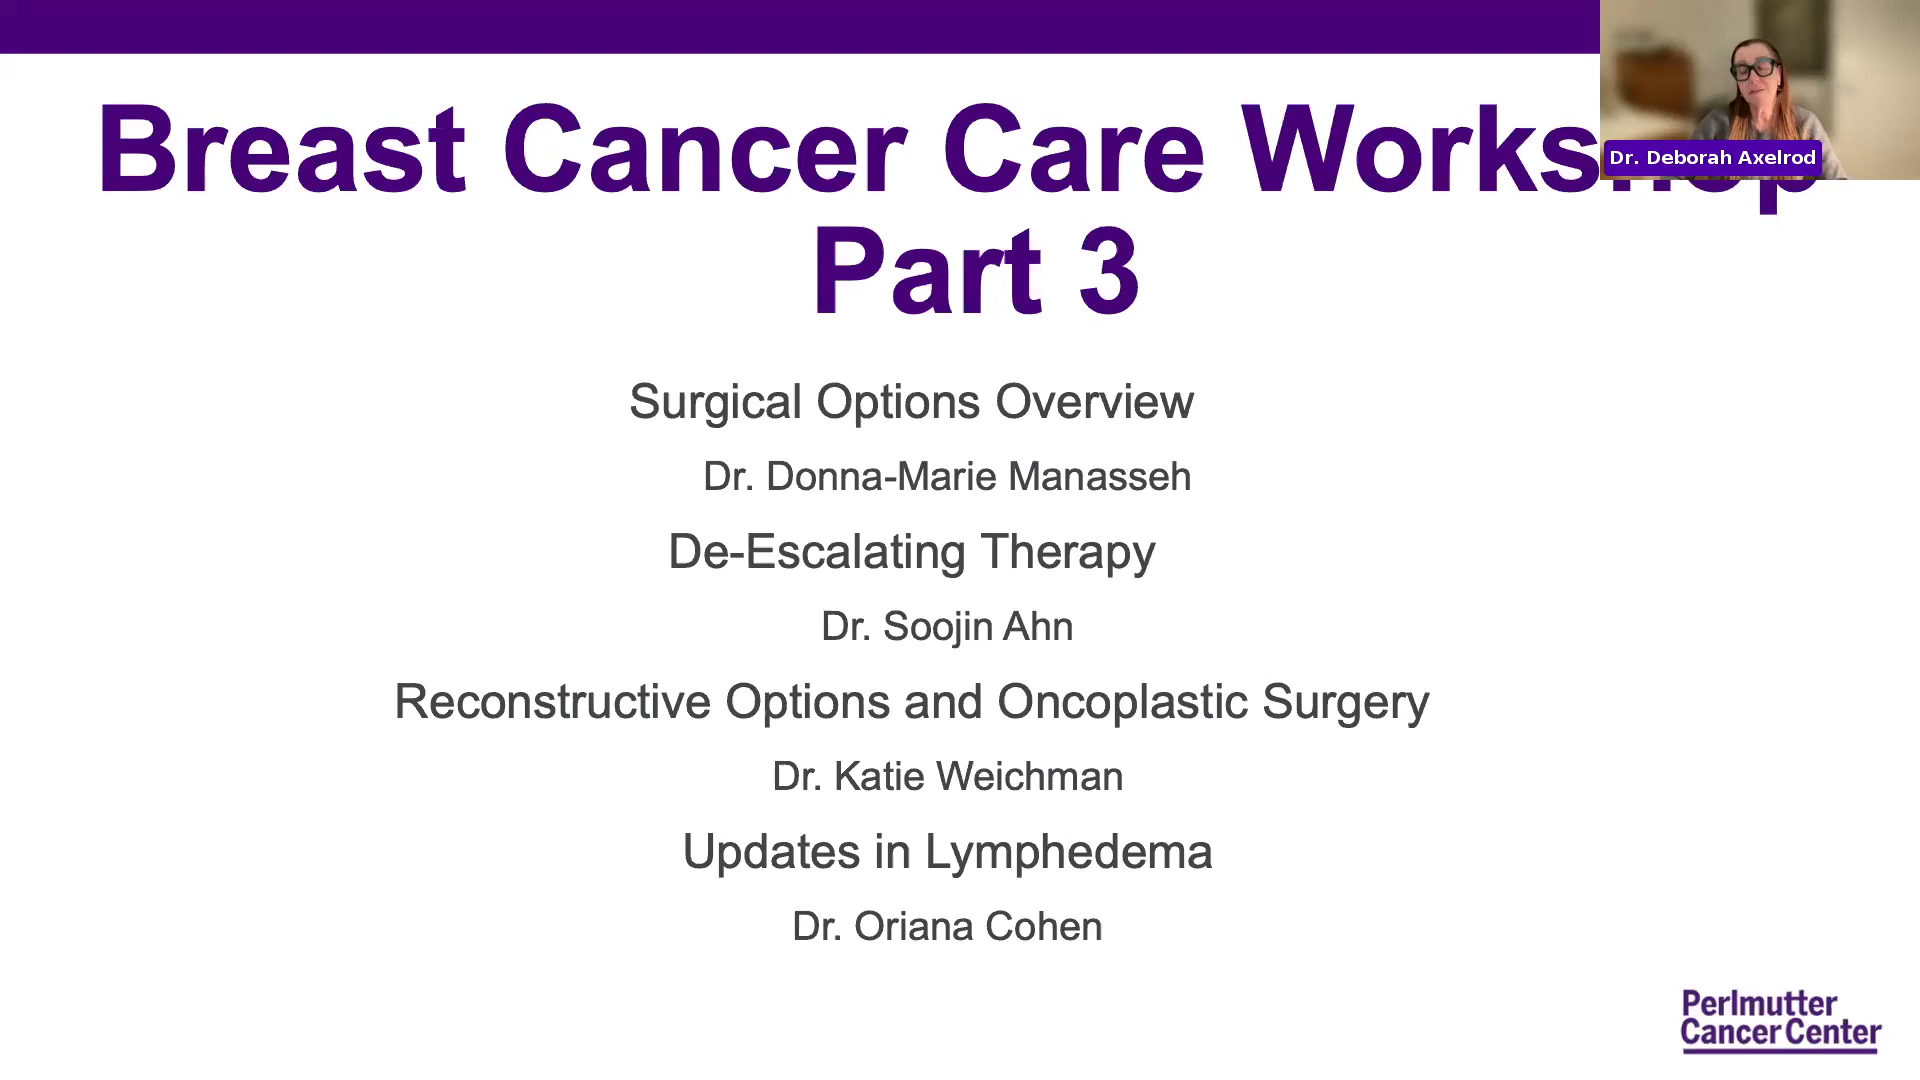 Breast Cancer Care Workshop
Part 3
Dr. Deborah Axelrod
Surgical Options Overview
Dr. Donna-Marie Manasseh
De-Escalating Therapy
Dr. Soojin Ahn
Reconstructive Options and Oncoplastic Surgery
Dr. Katie Weichman
Updates in Lymphedema
Dr. Oriana Cohen
Perlmutter
Cancer Center